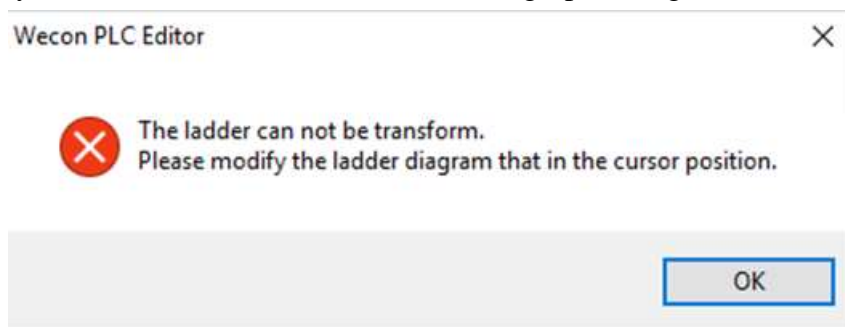 Wecon PLC Editor
The ladder can not be transform.
Please modify the ladder diagram that in the cursor position.
OK